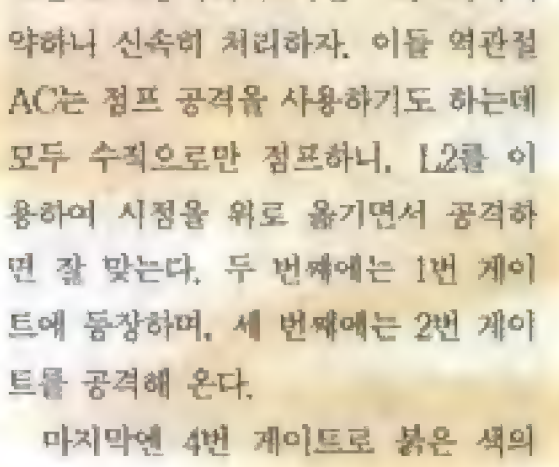 약하니 신속히 처리하자. 이들 역관절
AC는 점프 공격을 사용하기도 하는데
모두 수직으로만 점프하니, L2를 이
용하여 시점을 위로 옮기면서 공격하
면 잘 맞는다. 두 번째에는 1번 게이
트에 등장하며, 세 번째에는 2번 게이
트를 공격해 온다.
마지막엔 4번 게이트로 붉은 색의